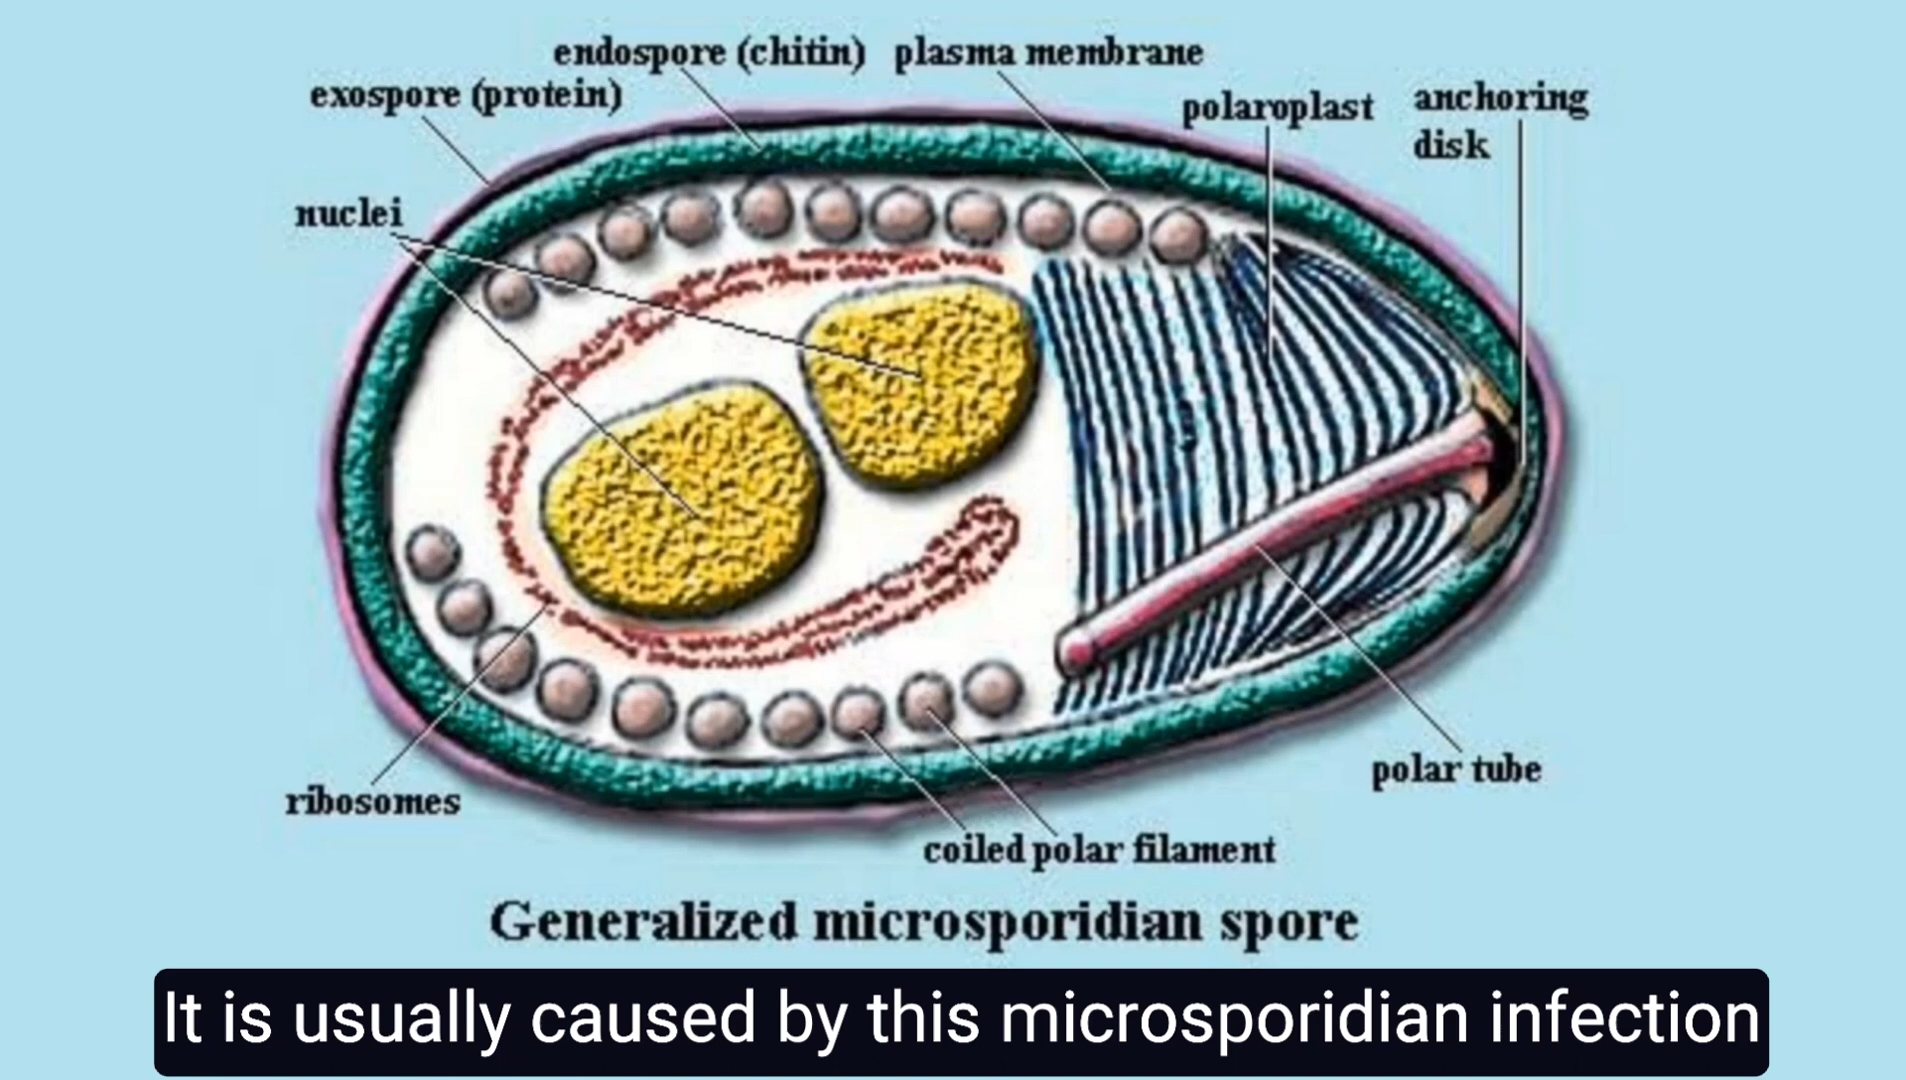 endospore (chitin)
plasma membrane
exospore (protein)
polaroplast
anchoring
disk
nuclei
polar tube
ribosomes
coiled polar filament
Generalized microsporidian spore
It is usually caused by this microsporidian infection